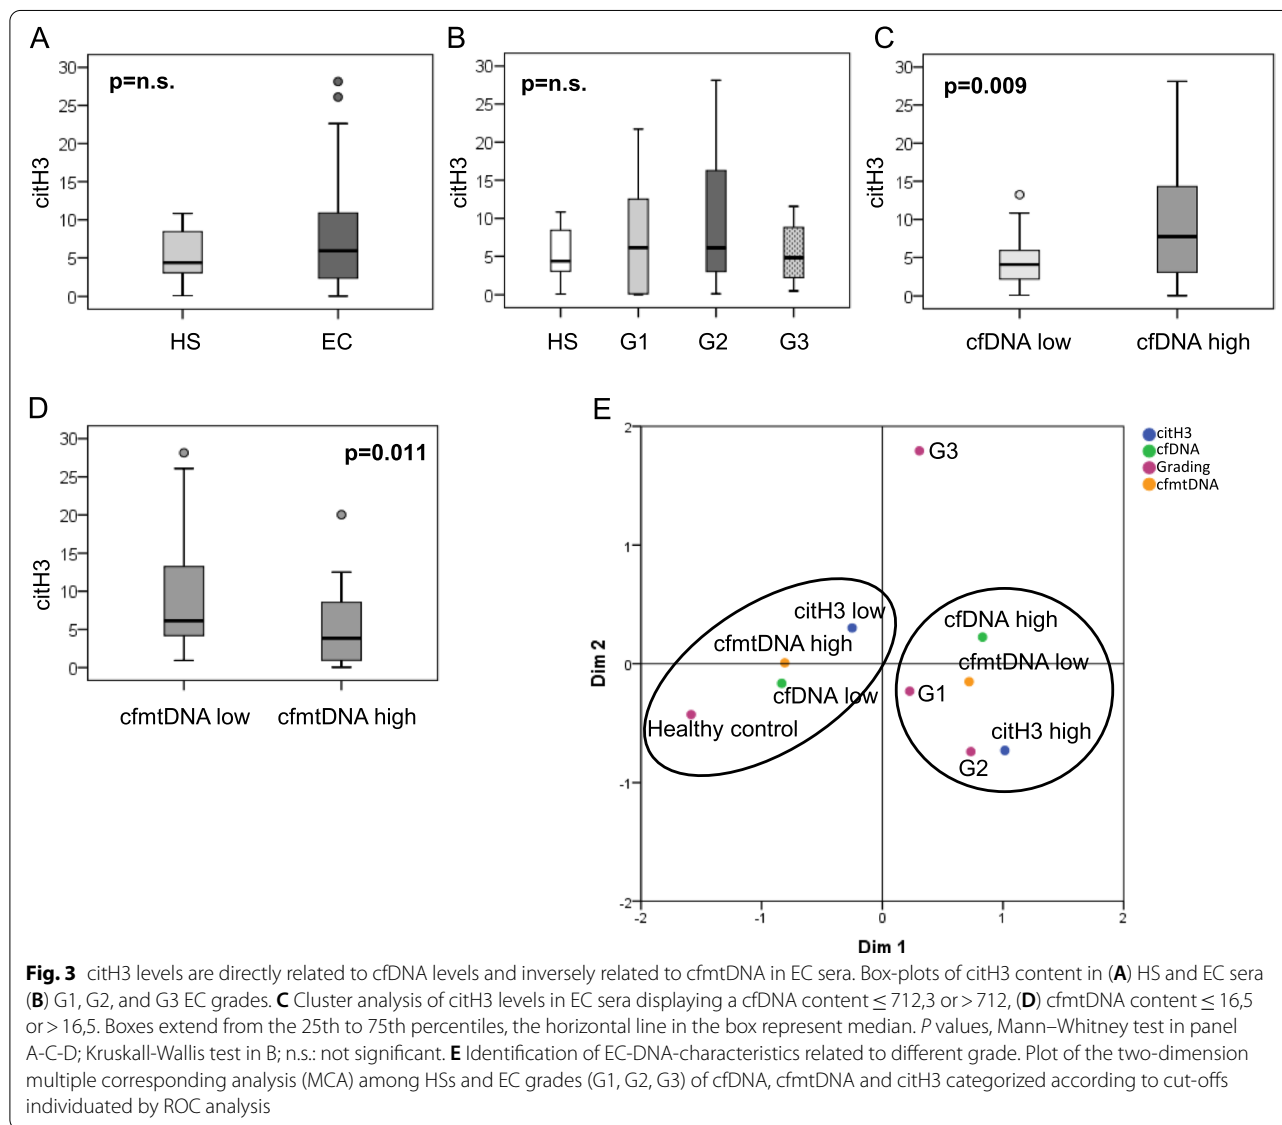 A
p=n.s.
30
25
20
15
10
5
0
citH3
HS
EC
B
p=n.s.
30
25
20
15
10
5
0
citH3
HS
G1
G2
G3
C
p=0.009
30
25
20
15
10
5
0
citH3
cfDNA low
cfDNA high
D
p=0.011
30
25
20
15
10
5
0
citH3
cfmtDNA low
cfmtDNA high
E
2
1
0
-1
-2
Dim 2
-2
-1
0
1
2
Dim 1
G3
citH3 low
cfmtDNA high
cfDNA low
Healthy control
cfDNA high
cfmtDNA low
G1
citH3 high
G2
citH3
cfDNA
Grading
cfmtDNA
Fig. 3 citH3 levels are directly related to cfDNA levels and inversely related to cfmtDNA in EC sera. Box-plots of citH3 content in (A) HS and EC sera
(B) G1, G2, and G3 EC grades. C Cluster analysis of citH3 levels in EC sera displaying a cfDNA content ≤ 712,3 or > 712, (D) cfmtDNA content ≤ 16,5
or > 16,5. Boxes extend from the 25th to 75th percentiles, the horizontal line in the box represent median. P values, Mann–Whitney test in panel
A-C-D; Kruskall-Wallis test in B; n.s.: not significant. E Identification of EC-DNA-characteristics related to different grade. Plot of the two-dimension
multiple corresponding analysis (MCA) among HSs and EC grades (G1, G2, G3) of cfDNA, cfmtDNA and citH3 categorized according to cut-offs
individuated by ROC analysis